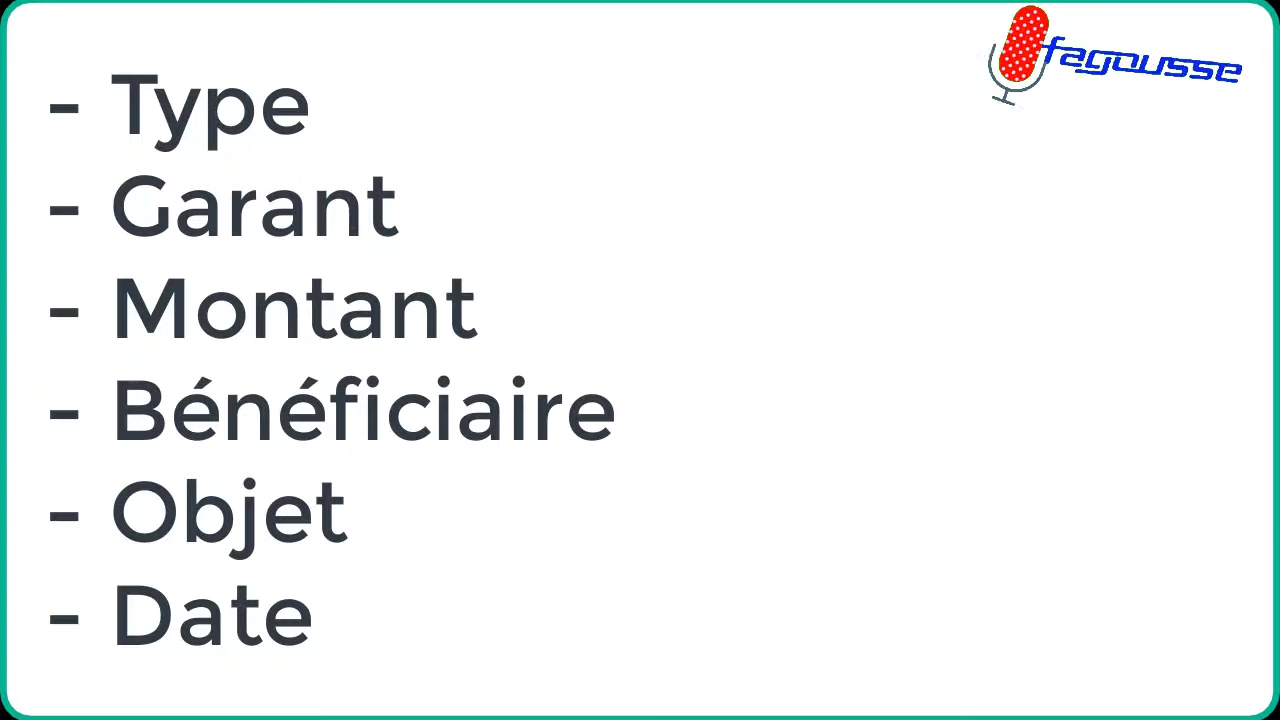 fagousse
- Type
- Garant
- Montant
- Bénéficiaire
- Objet
- Date